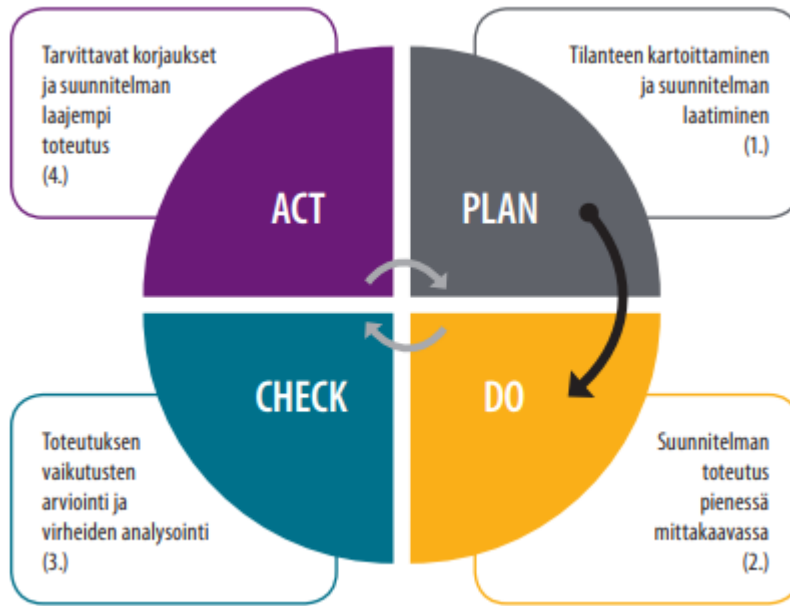 Tarvittavat korjaukset
ja suunnitelman
laajempi
toteutus
(4.)
Tilanteen kartoittaminen
ja suunnitelman
laatiminen
(1.)
ACT
PLAN
CHECK
DO
Toteutuksen
vaikutusten
arviointi ja
virheiden analysointi
(3.)
Suunnitelman
toteutus
pienessä
mittakaavassa
(2.)